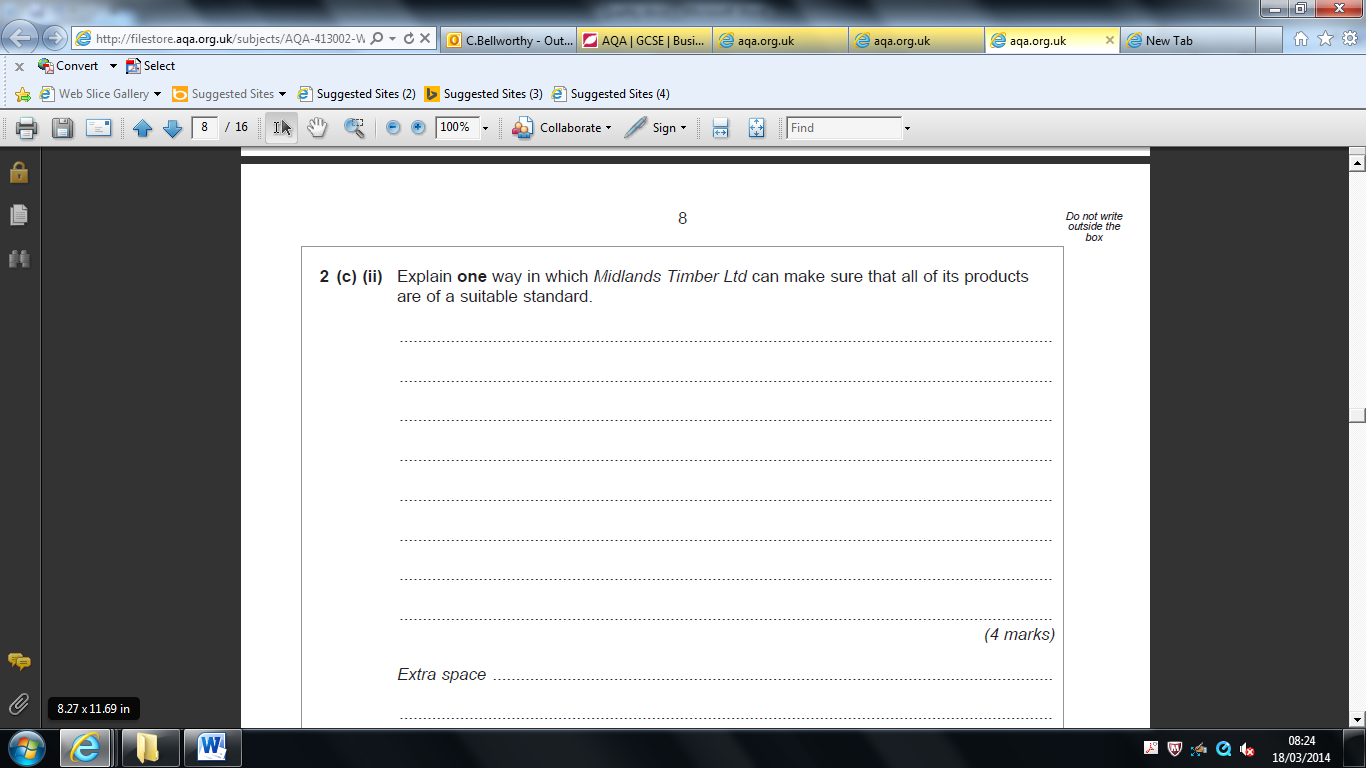 http://filestore.aqa.org.uk/subjects/AQA-413002-W
C.Bellworthy - Out...
AQA | GCSE | Busi...
aqa.org.uk
aqa.org.uk
aqa.org.uk
New Tab
x Convert Select
Web Slice Gallery Suggested Sites Suggested Sites (2) Suggested Sites (3) Suggested Sites (4)
8 / 16 100% Collaborate Sign Find
8
Do not write
outside the
box
2 (c) (ii) Explain one way in which Midlands Timber Ltd can make sure that all of its products
are of a suitable standard.
(4 marks)
Extra space
8.27 x 11.69 in
08:24
18/03/2014